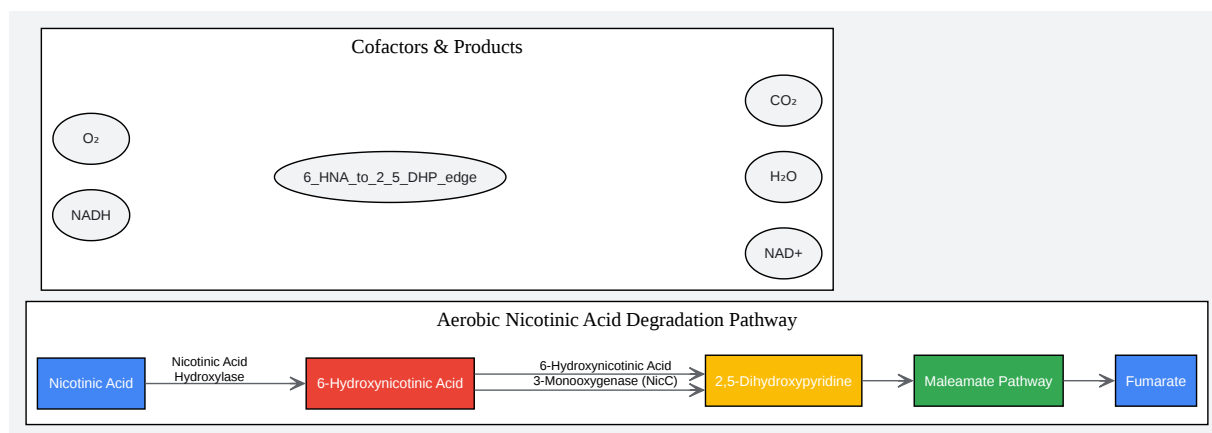 Cofactors & Products
CO₂
O₂
6_HNA_to_2_5_DHP_edge
H₂O
NADH
NAD+
Aerobic Nicotinic Acid Degradation Pathway
Nicotinic Acid
Nicotinic Acid
Hydroxylase
6-Hydroxynicotinic Acid
6-Hydroxynicotinic Acid
3-Monooxygenase (NicC)
2,5-Dihydroxypyridine
Maleamate Pathway
Fumarate